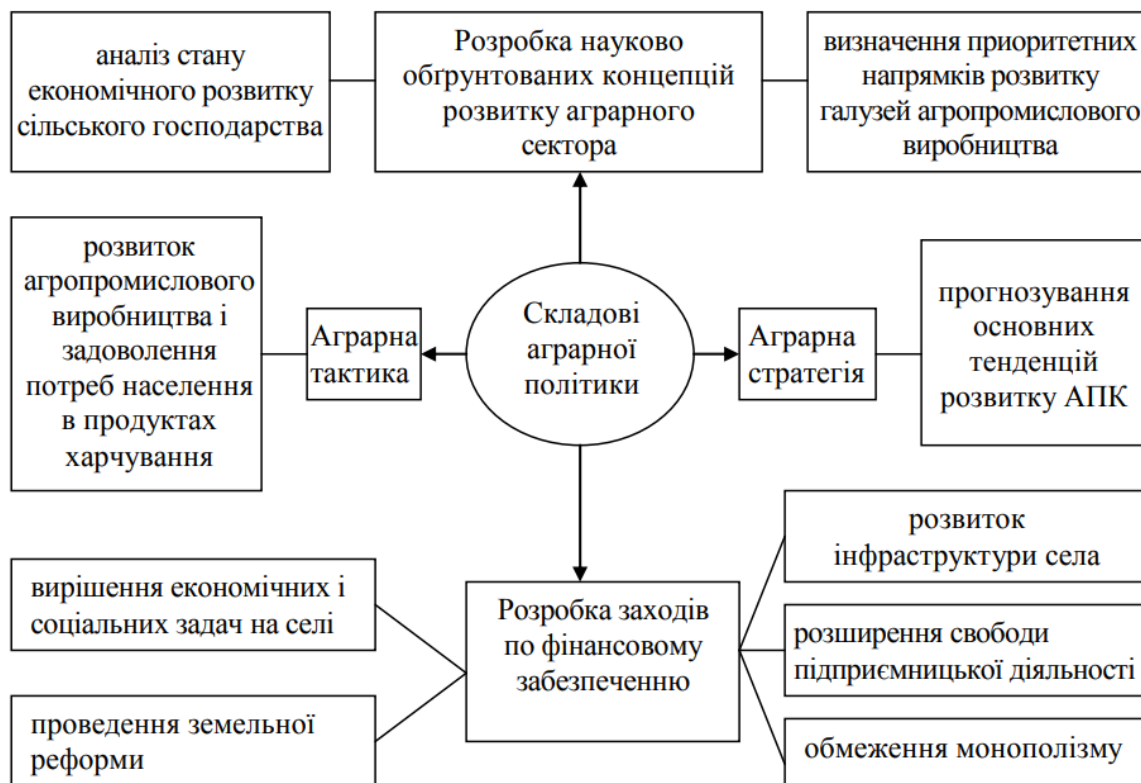 аналіз стану
економічного розвитку
сільського господарства
Розробка науково
обґрунтованих концепцій
розвитку аграрного
сектора
визначення приоритетних
напрямків розвитку
галузей агропромислового
виробництва
розвиток
агропромислового
виробництва і
задоволення
потреб населення
в продуктах
харчування
Аграрна
тактика
Складові
аграрної
політики
Аграрна
стратегія
прогнозування
основних
тенденцій
розвитку АПК
вирішення економічних і
соціальних задач на селі
проведення земельної
реформи
Розробка заходів
по фінансовому
забезпеченню
розвиток
інфраструктури села
розширення свободи
підприємницької діяльності
обмеження монополізму